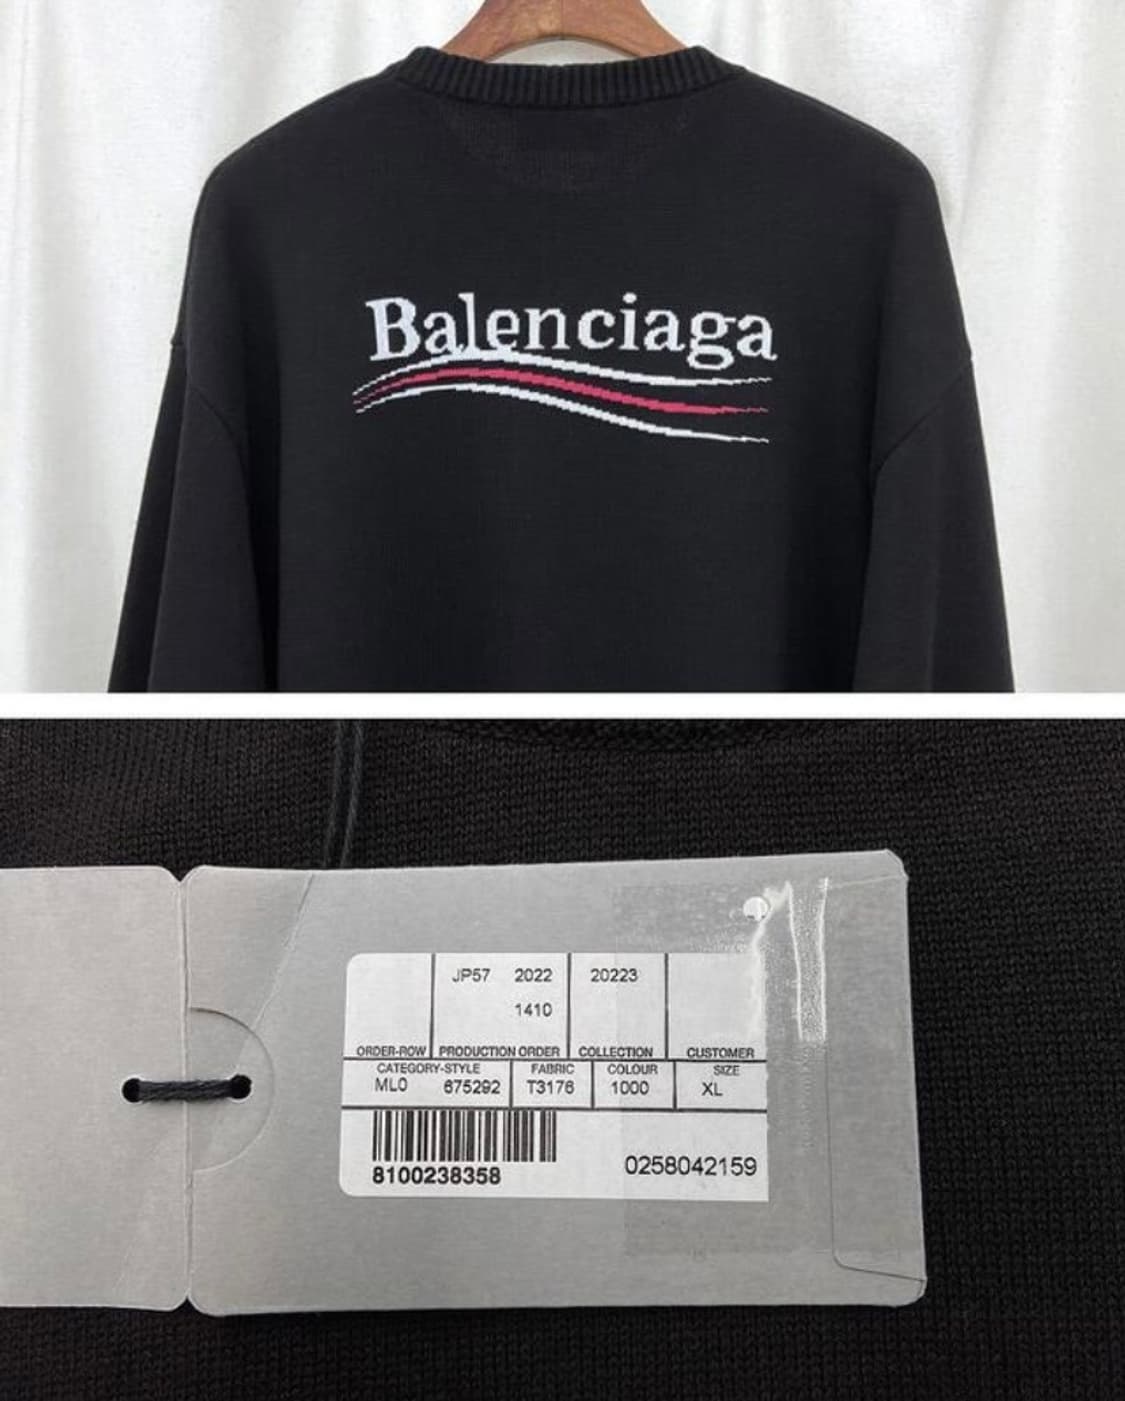 Balenciaga
JP57 2022 20223
1410
ORDER-ROW PRODUCTION ORDER COLLECTION CUSTOMER
CATEGORY-STYLE FABRIC COLOUR SIZE
ML0 675292 T3176 1000 XL
8100238358 0258042159